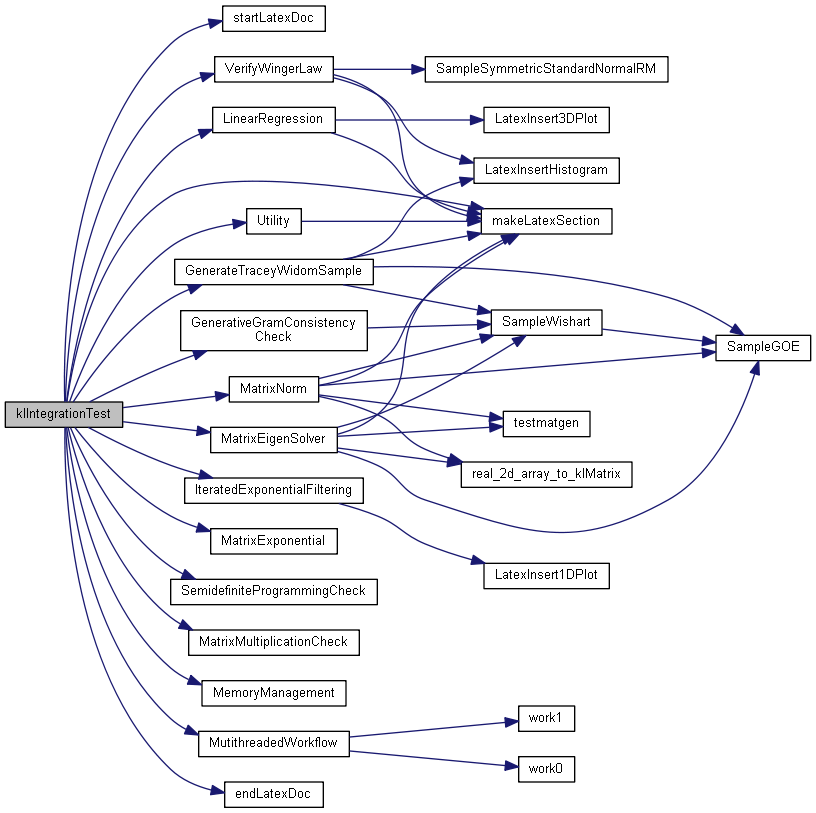 startLatexDoc
VerifyWingerLaw
SampleSymmetricStandardNormalRM
LinearRegression
LatexInsert3DPlot
LatexInsertHistogram
Utility
makeLatexSection
GenerateTraceyWidomSample
GenerativeGramConsistency
Check
SampleWishart
SampleGOE
MatrixNorm
klIntegrationTest
testmatgen
MatrixEigenSolver
real_2d_array_to_klMatrix
IteratedExponentialFiltering
MatrixExponential
LatexInsert1DPlot
SemidefiniteProgrammingCheck
MatrixMultiplicationCheck
MemoryManagement
work1
MutithreadedWorkflow
work0
endLatexDoc